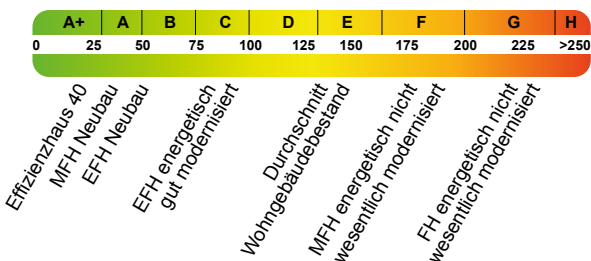 A+ A B C D E F G H
0 25 50 75 100 125 150 175 200 225 >250
Effizienzhaus 40
MFH Neubau
EFH Neubau
EFH energetisch
gut modernisiert
Durchschnitt
Wohngebäudebestand
MFH energetisch nicht
wesentlich modernisiert
FH energetisch nicht
wesentlich modernisiert